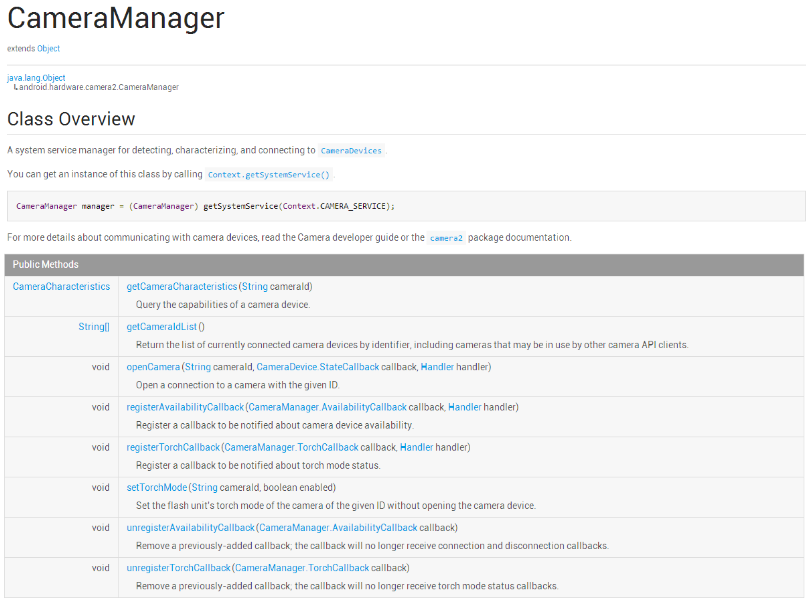 CameraManager
extends Object
java.lang.Object
↳android.hardware.camera2.CameraManager
Class Overview
A system service manager for detecting, characterizing, and connecting to CameraDevices.
You can get an instance of this class by calling Context.getSystemService().
CameraManager manager = (CameraManager) getSystemService(Context.CAMERA_SERVICE);
For more details about communicating with camera devices, read the Camera developer guide or the camera2 package documentation.
Public Methods
CameraCharacteristics getCameraCharacteristics(String cameraId)
Query the capabilities of a camera device.
String[] getCameraIdList()
Return the list of currently connected camera devices by identifier, including cameras that may be in use by other camera API clients.
void openCamera(String cameraId, CameraDevice.StateCallback callback, Handler handler)
Open a connection to a camera with the given ID.
void registerAvailabilityCallback(CameraManager.AvailabilityCallback callback, Handler handler)
Register a callback to be notified about camera device availability.
void registerTorchCallback(CameraManager.TorchCallback callback, Handler handler)
Register a callback to be notified about torch mode status.
void setTorchMode(String cameraId, boolean enabled)
Set the flash unit's torch mode of the camera of the given ID without opening the camera device.
void unregisterAvailabilityCallback(CameraManager.AvailabilityCallback callback)
Remove a previously-added callback; the callback will no longer receive connection and disconnection callbacks.
void unregisterTorchCallback(CameraManager.TorchCallback callback)
Remove a previously-added callback; the callback will no longer receive torch mode status callbacks.